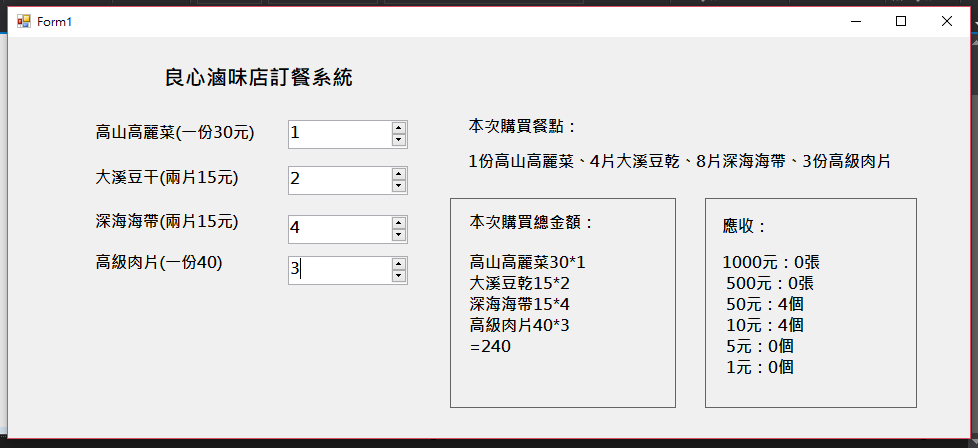 Form1
良心滷味店訂餐系統
高山高麗菜(一份30元)
1
大溪豆干(兩片15元)
2
深海海帶(兩片15元)
4
高級肉片(一份40)
3
本次購買餐點：
1份高山高麗菜、4片大溪豆乾、8片深海海帶、3份高級肉片
本次購買總金額：
高山高麗菜30*1
大溪豆乾15*2
深海海帶15*4
高級肉片40*3
=240
應收：
1000元：0張
500元：0張
50元：4個
10元：4個
5元：0個
1元：0個